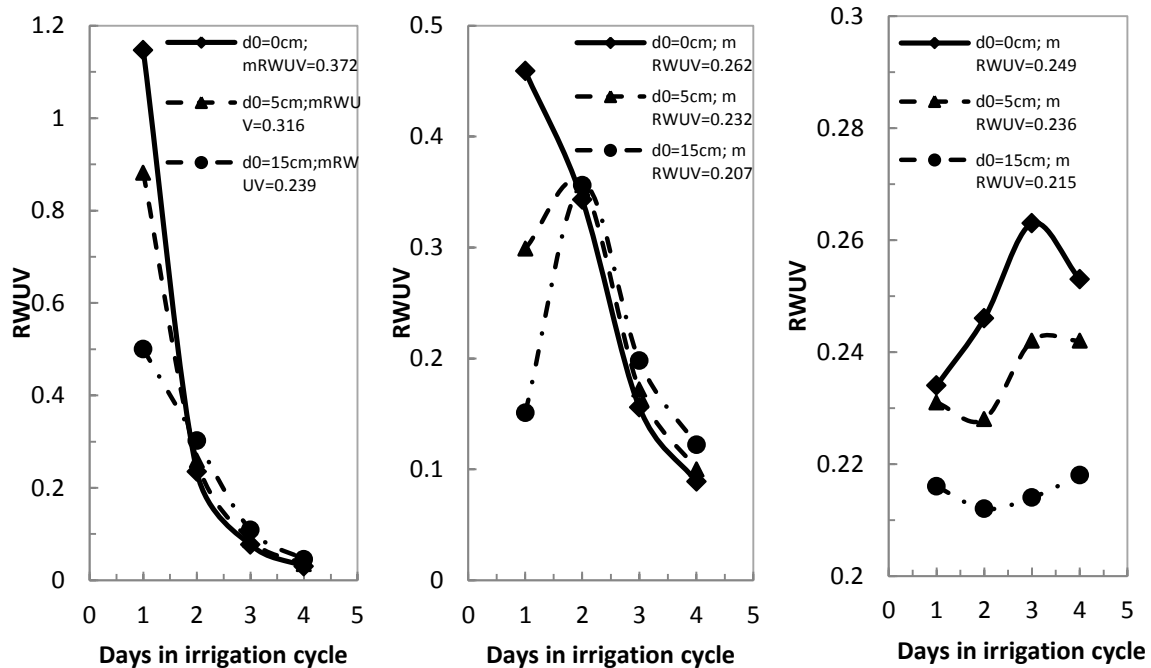 1.2
1
0.8
0.6
0.4
0.2
0
RWUV
d0=0cm;
mRWUV=0.372
d0=5cm;mRWU
V=0.316
d0=15cm;mRW
UV=0.239
0 1 2 3 4 5
Days in irrigation cycle
0.5
0.4
0.3
0.2
0.1
0
RWUV
d0=0cm; m
RWUV=0.262
d0=5cm; m
RWUV=0.232
d0=15cm; m
RWUV=0.207
0 1 2 3 4 5
Days in irrigation cycle
0.3
0.28
0.26
0.24
0.22
0.2
RWUV
d0=0cm; m
RWUV=0.249
d0=5cm; m
RWUV=0.236
d0=15cm; m
RWUV=0.215
0 1 2 3 4 5
Days in irrigation cycle